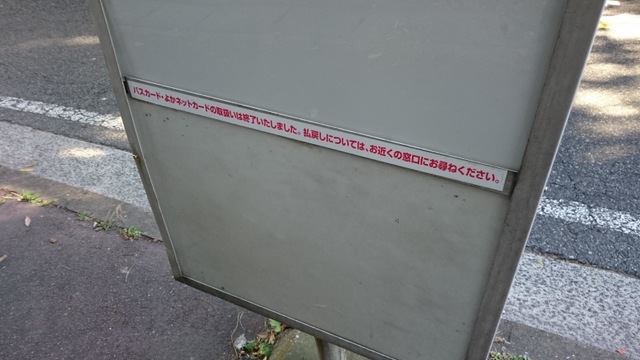 バスカード・よかネットカードの取扱いは終了いたしました。払戻しについては、お近くの窓口にお尋ねください。